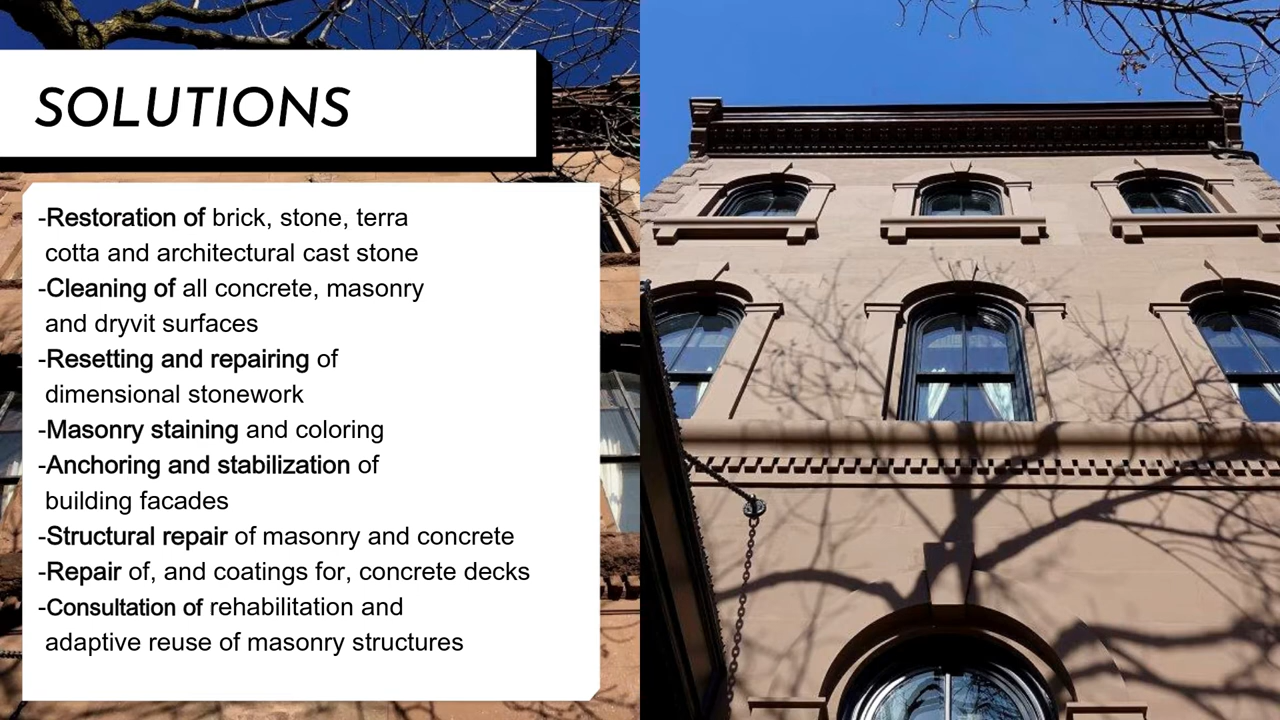 SOLUTIONS
-Restoration of brick, stone, terra
cotta and architectural cast stone
-Cleaning of all concrete, masonry
and dryvit surfaces
-Resetting and repairing of
dimensional stonework
-Masonry staining and coloring
-Anchoring and stabilization of
building facades
-Structural repair of masonry and concrete
-Repair of, and coatings for, concrete decks
-Consultation of rehabilitation and
adaptive reuse of masonry structures